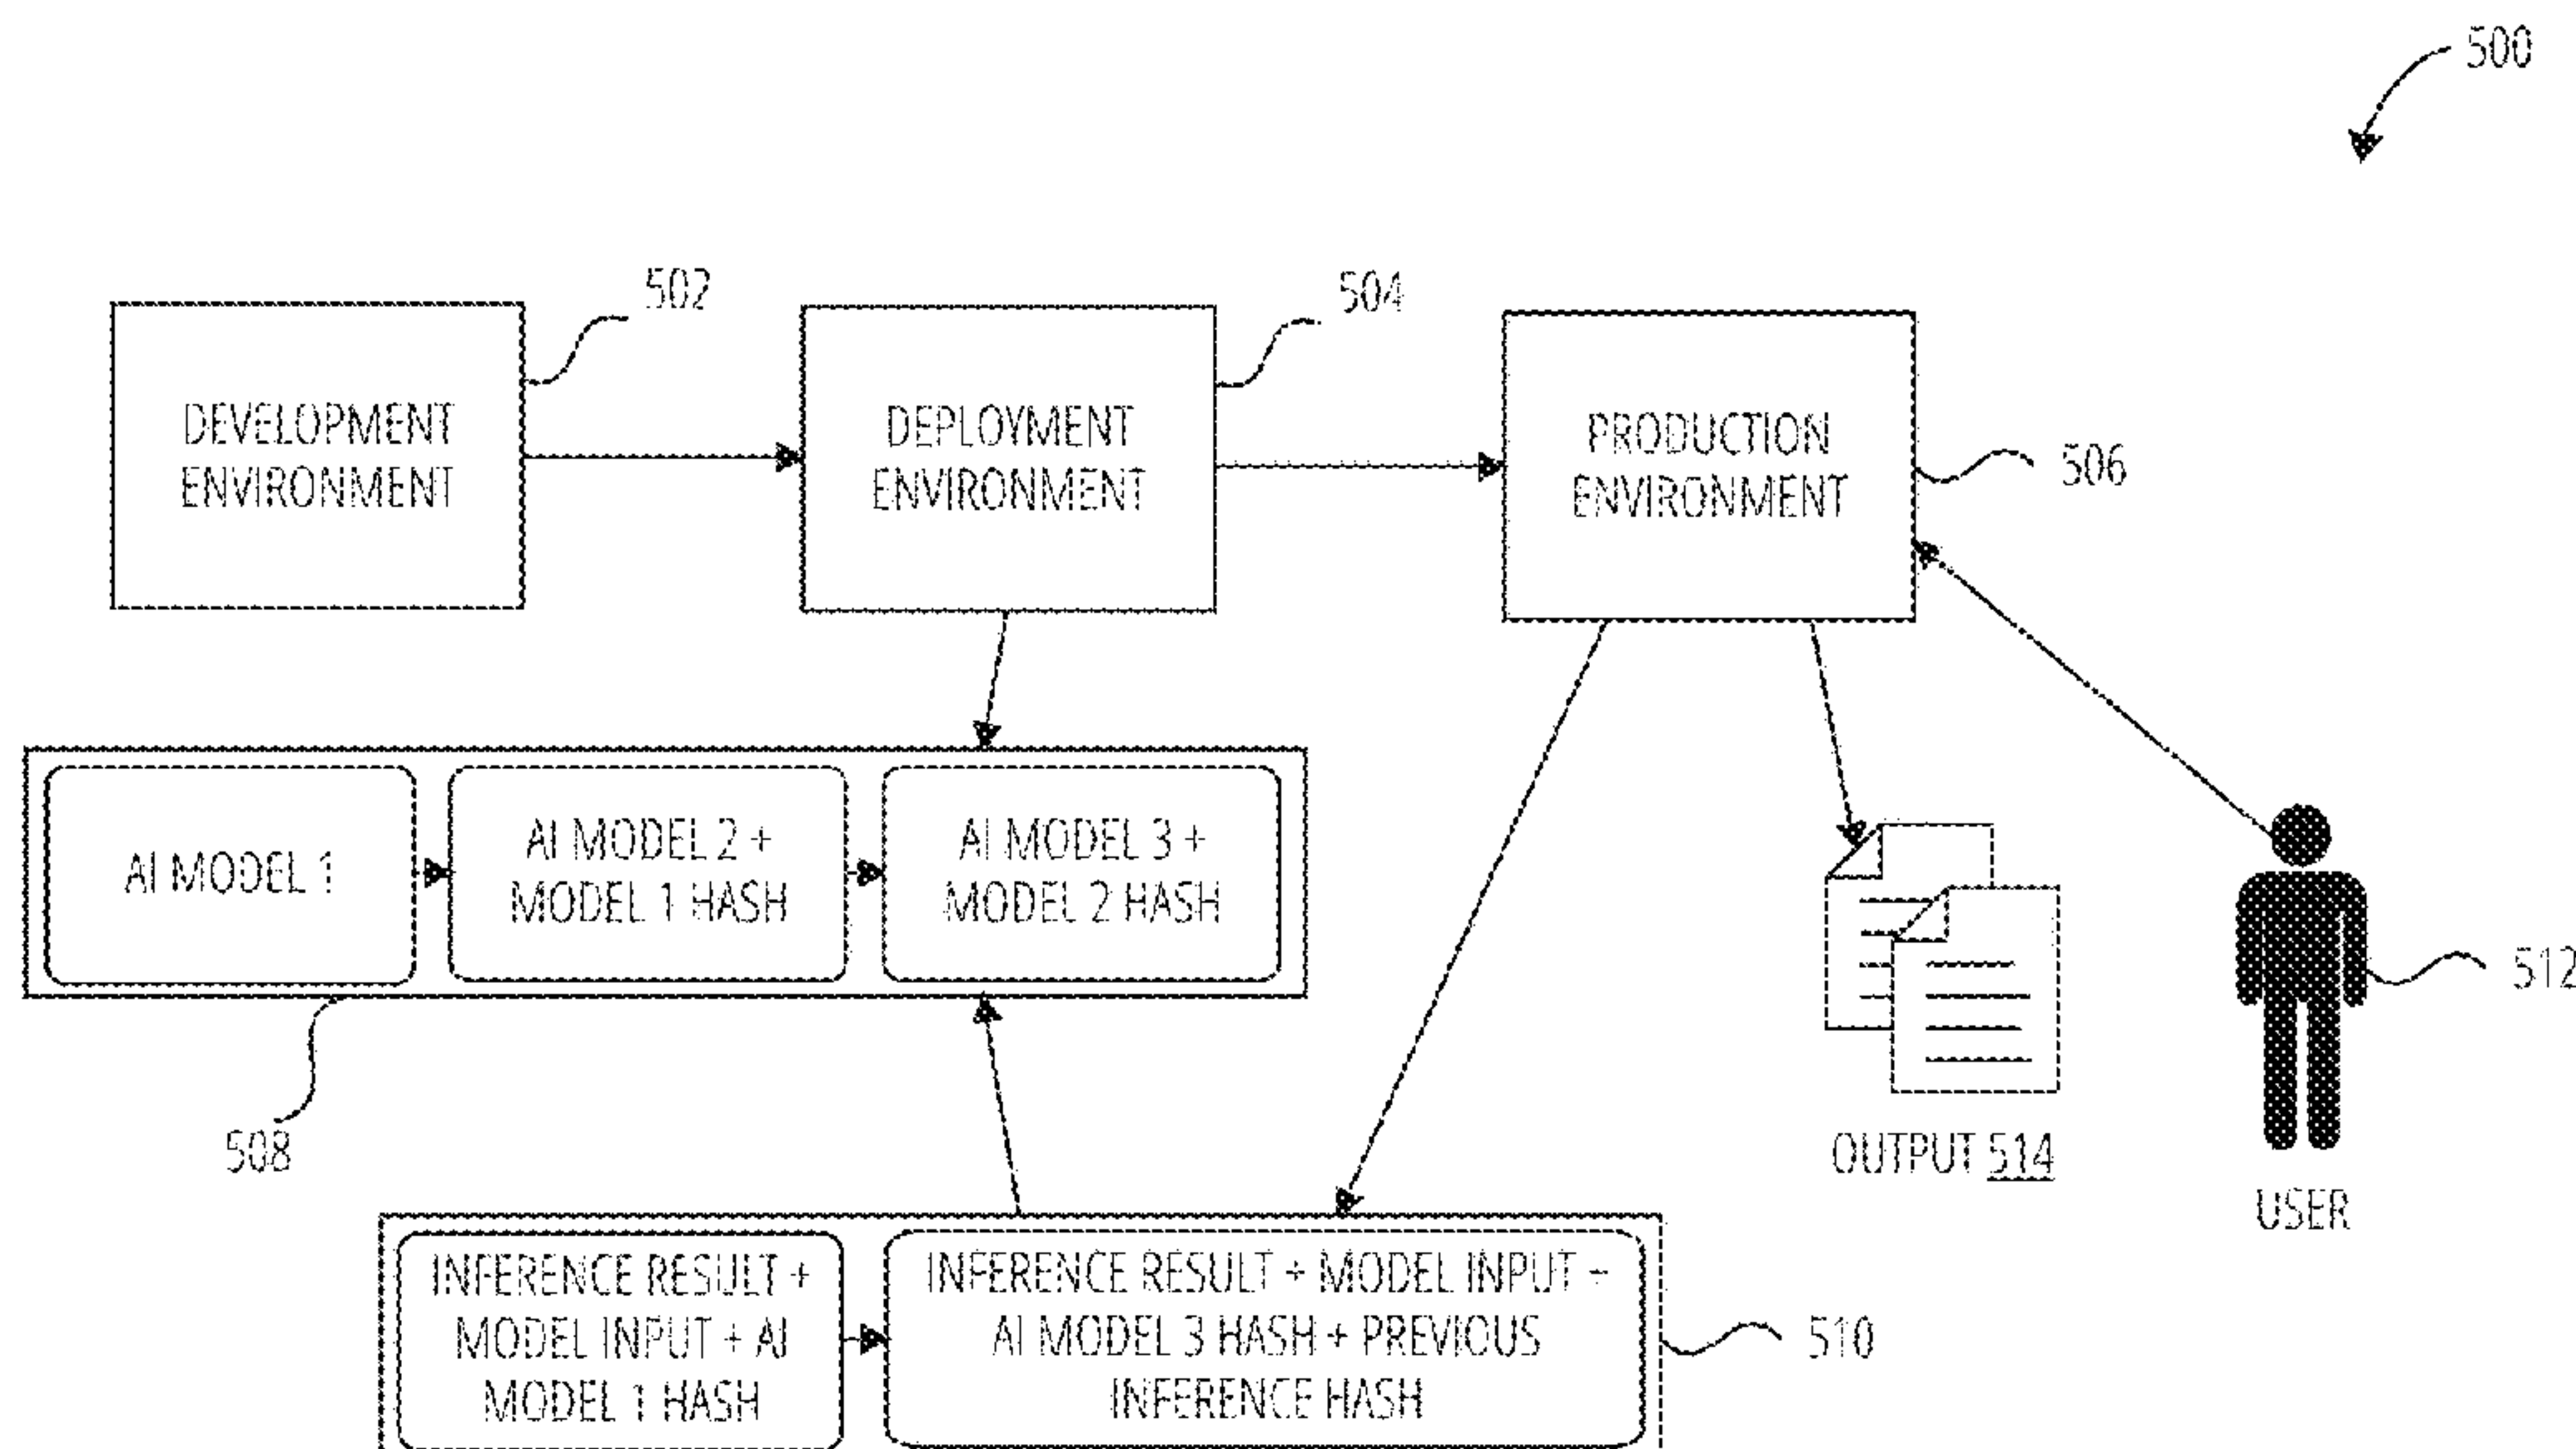 500
502
504
DEVELOPMENT
ENVIRONMENT
DEPLOYMENT
ENVIRONMENT
PRODUCTION
ENVIRONMENT
506
AI MODEL 1
AI MODEL 2 +
MODEL 1 HASH
AI MODEL 3 +
MODEL 2 HASH
512
508
OUTPUT 514
USER
INFERENCE RESULT +
MODEL INPUT + AI
MODEL 1 HASH
INFERENCE RESULT + MODEL INPUT +
AI MODEL 3 HASH + PREVIOUS
INFERENCE HASH
510